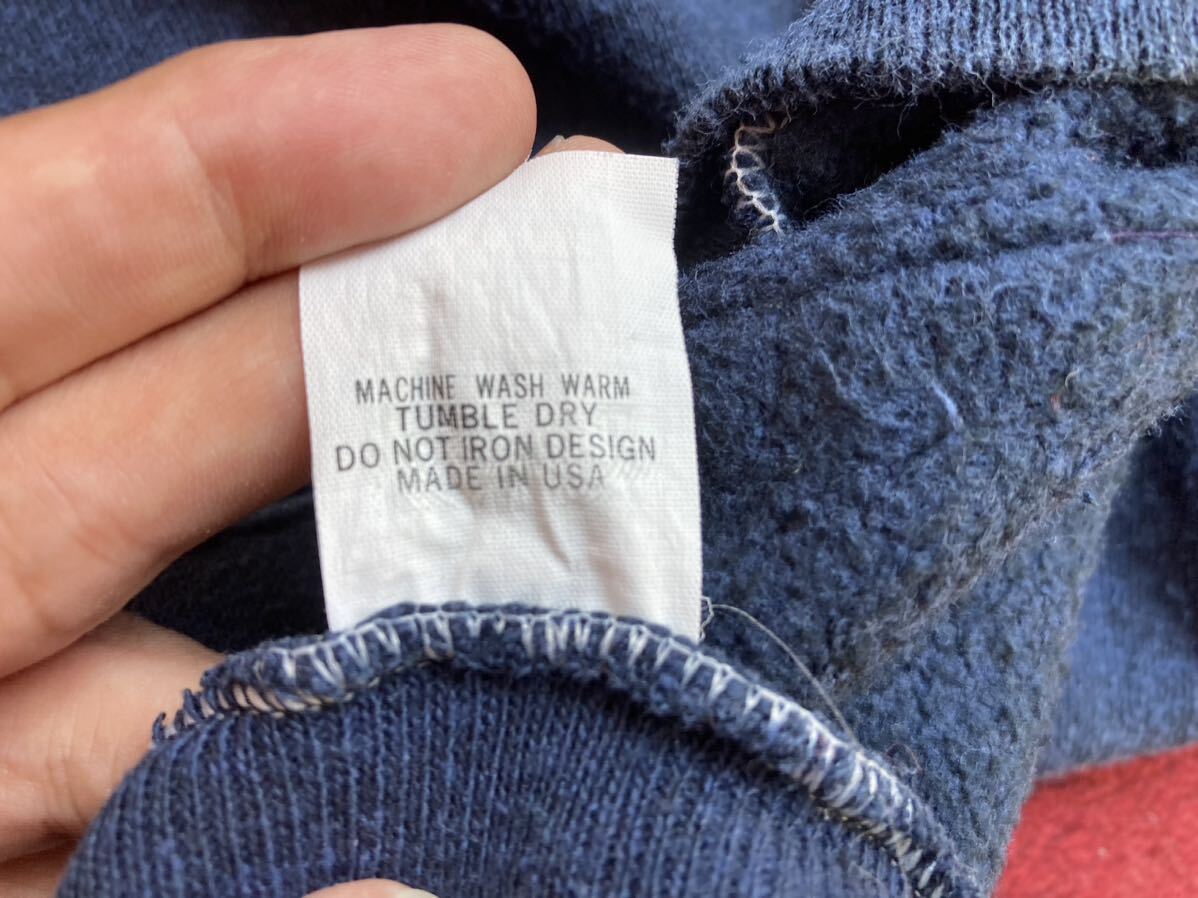 MACHINE WASH WARM
TUMBLE DRY
DO NOT IRON DESIGN
MADE IN USA